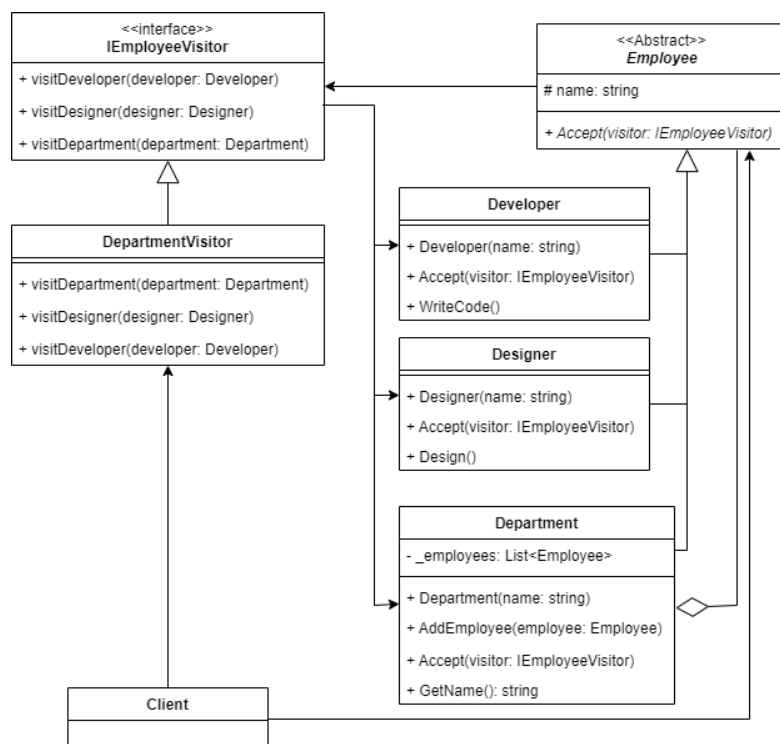 <<interface>>
IEmployeeVisitor
+ visitDeveloper(developer: Developer)
+ visitDesigner(designer: Designer)
+ visitDepartment(department: Department)
<<Abstract>>
Employee
# name: string
+ Accept(visitor: IEmployeeVisitor)
DepartmentVisitor
+ visitDepartment(department: Department)
+ visitDesigner(designer: Designer)
+ visitDeveloper(developer: Developer)
Developer
+ Developer(name: string)
+ Accept(visitor: IEmployeeVisitor)
+ WriteCode()
Designer
+ Designer(name: string)
+ Accept(visitor: IEmployeeVisitor)
+ Design()
Department
- _employees: List<Employee>
+ Department(name: string)
+ AddEmployee(employee: Employee)
+ Accept(visitor: IEmployeeVisitor)
+ GetName(): string
Client